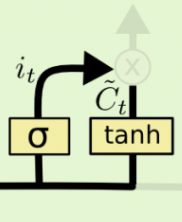 i_t
×
C̃_t
σ tanh